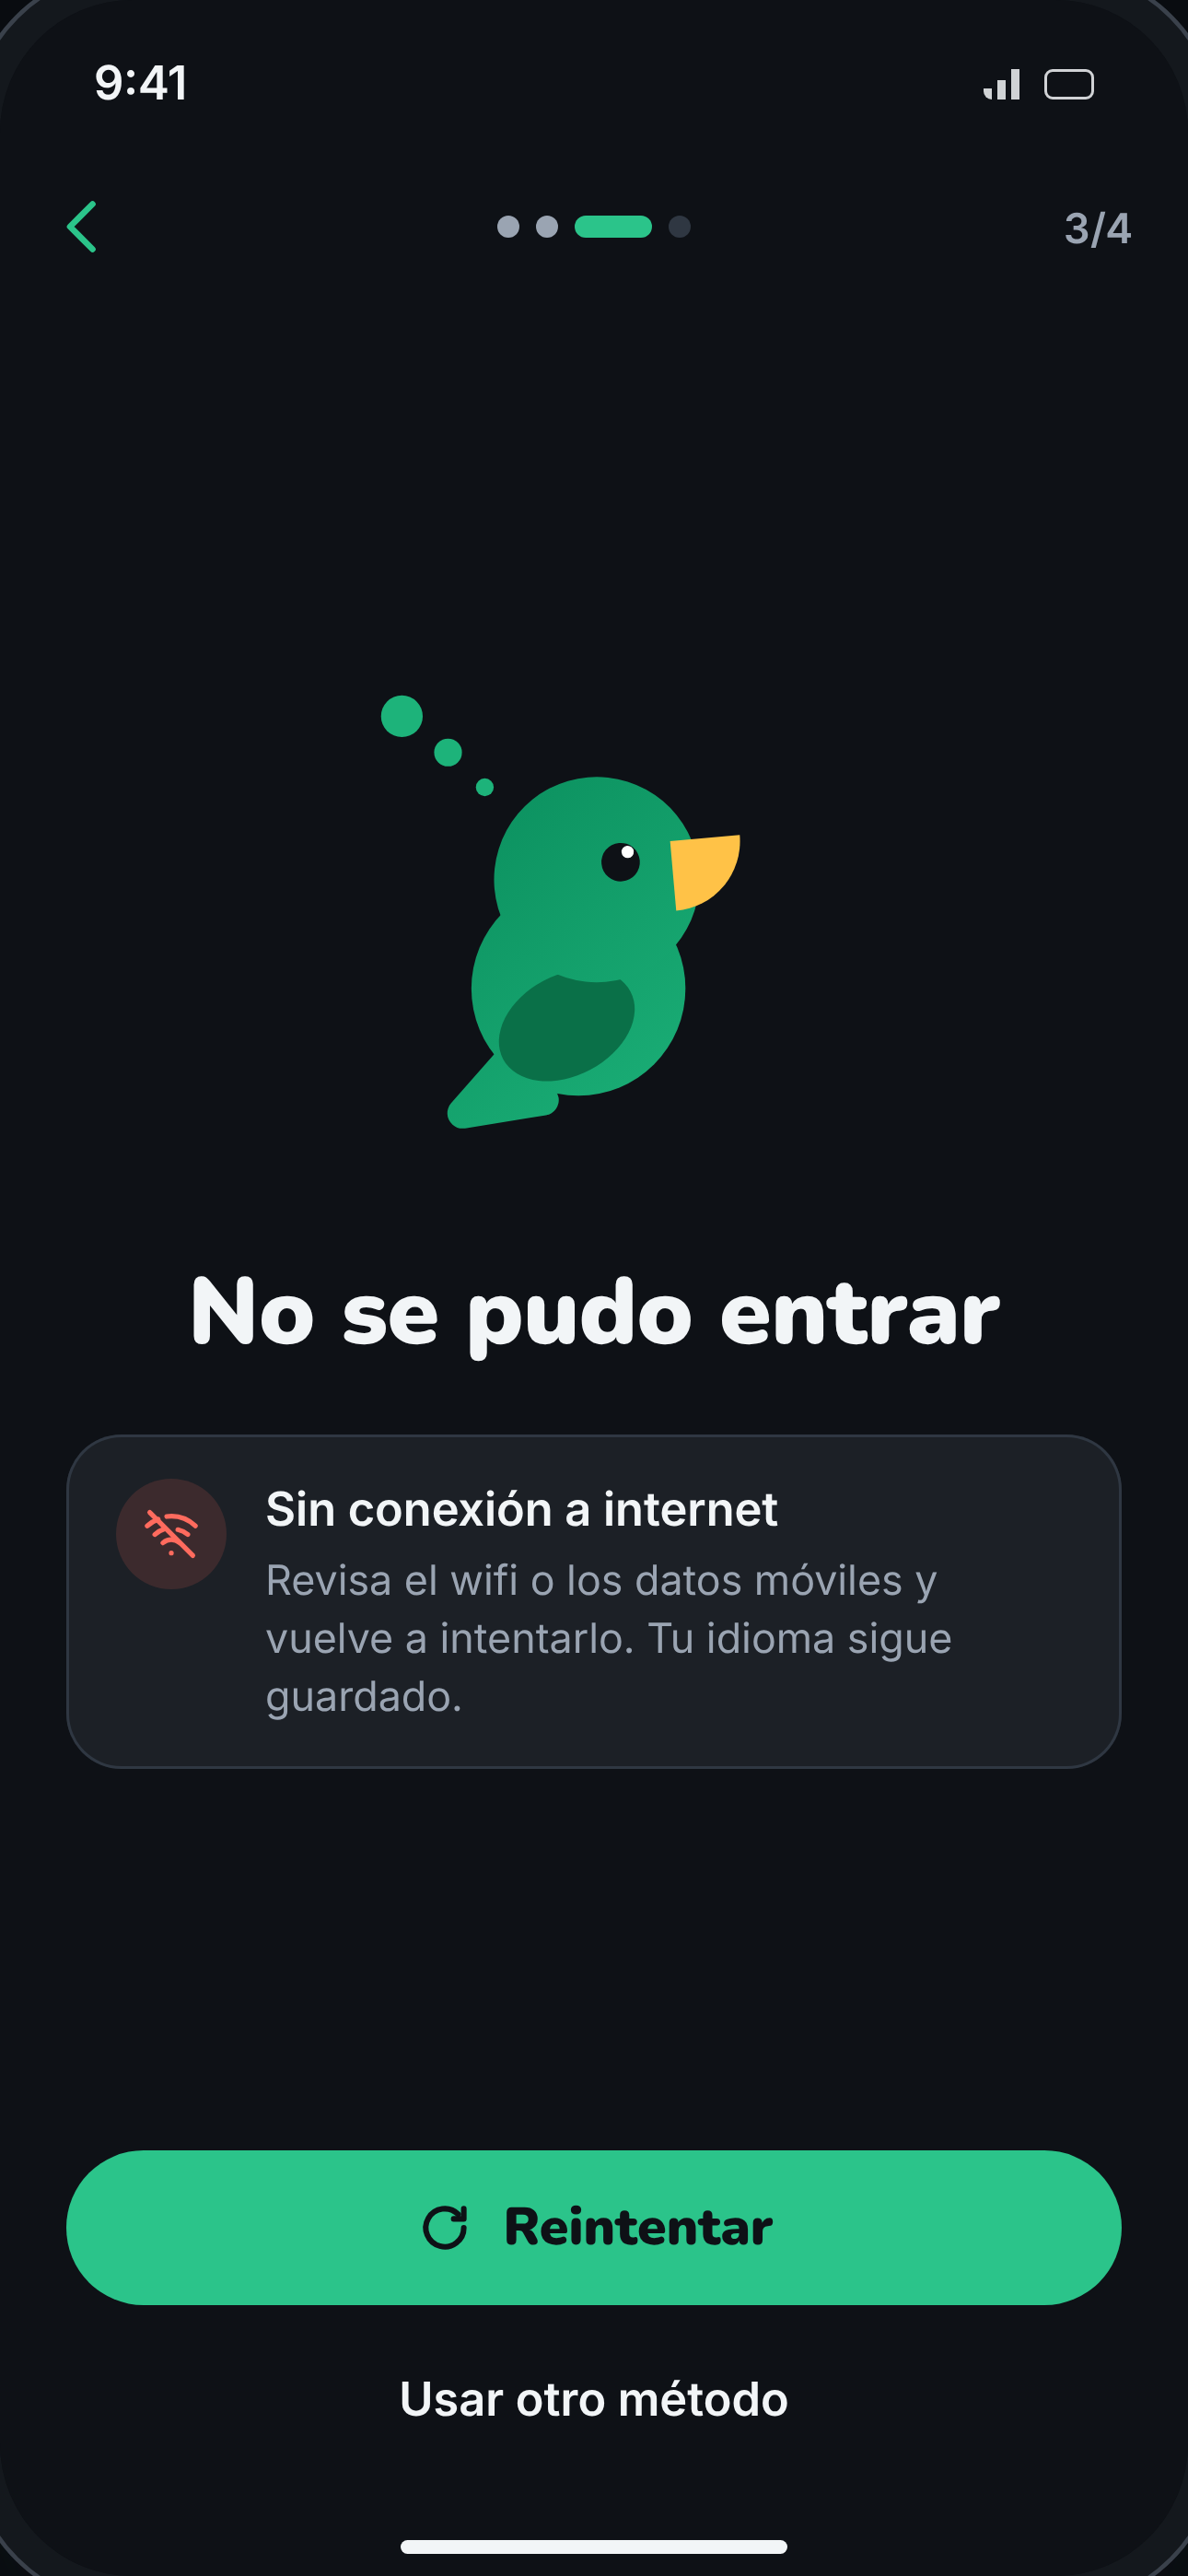 9:41
3/4
No se pudo entrar
Sin conexión a internet
Revisa el wifi o los datos móviles y
vuelve a intentarlo. Tu idioma sigue
guardado.
Reintentar
Usar otro método